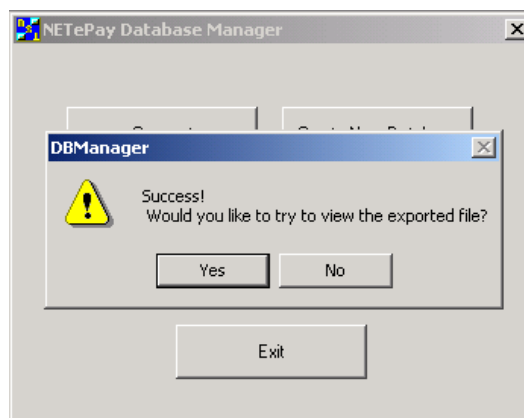 NETePay Database Manager
DBManager
Success!
Would you like to try to view the exported file?
Yes
No
Exit